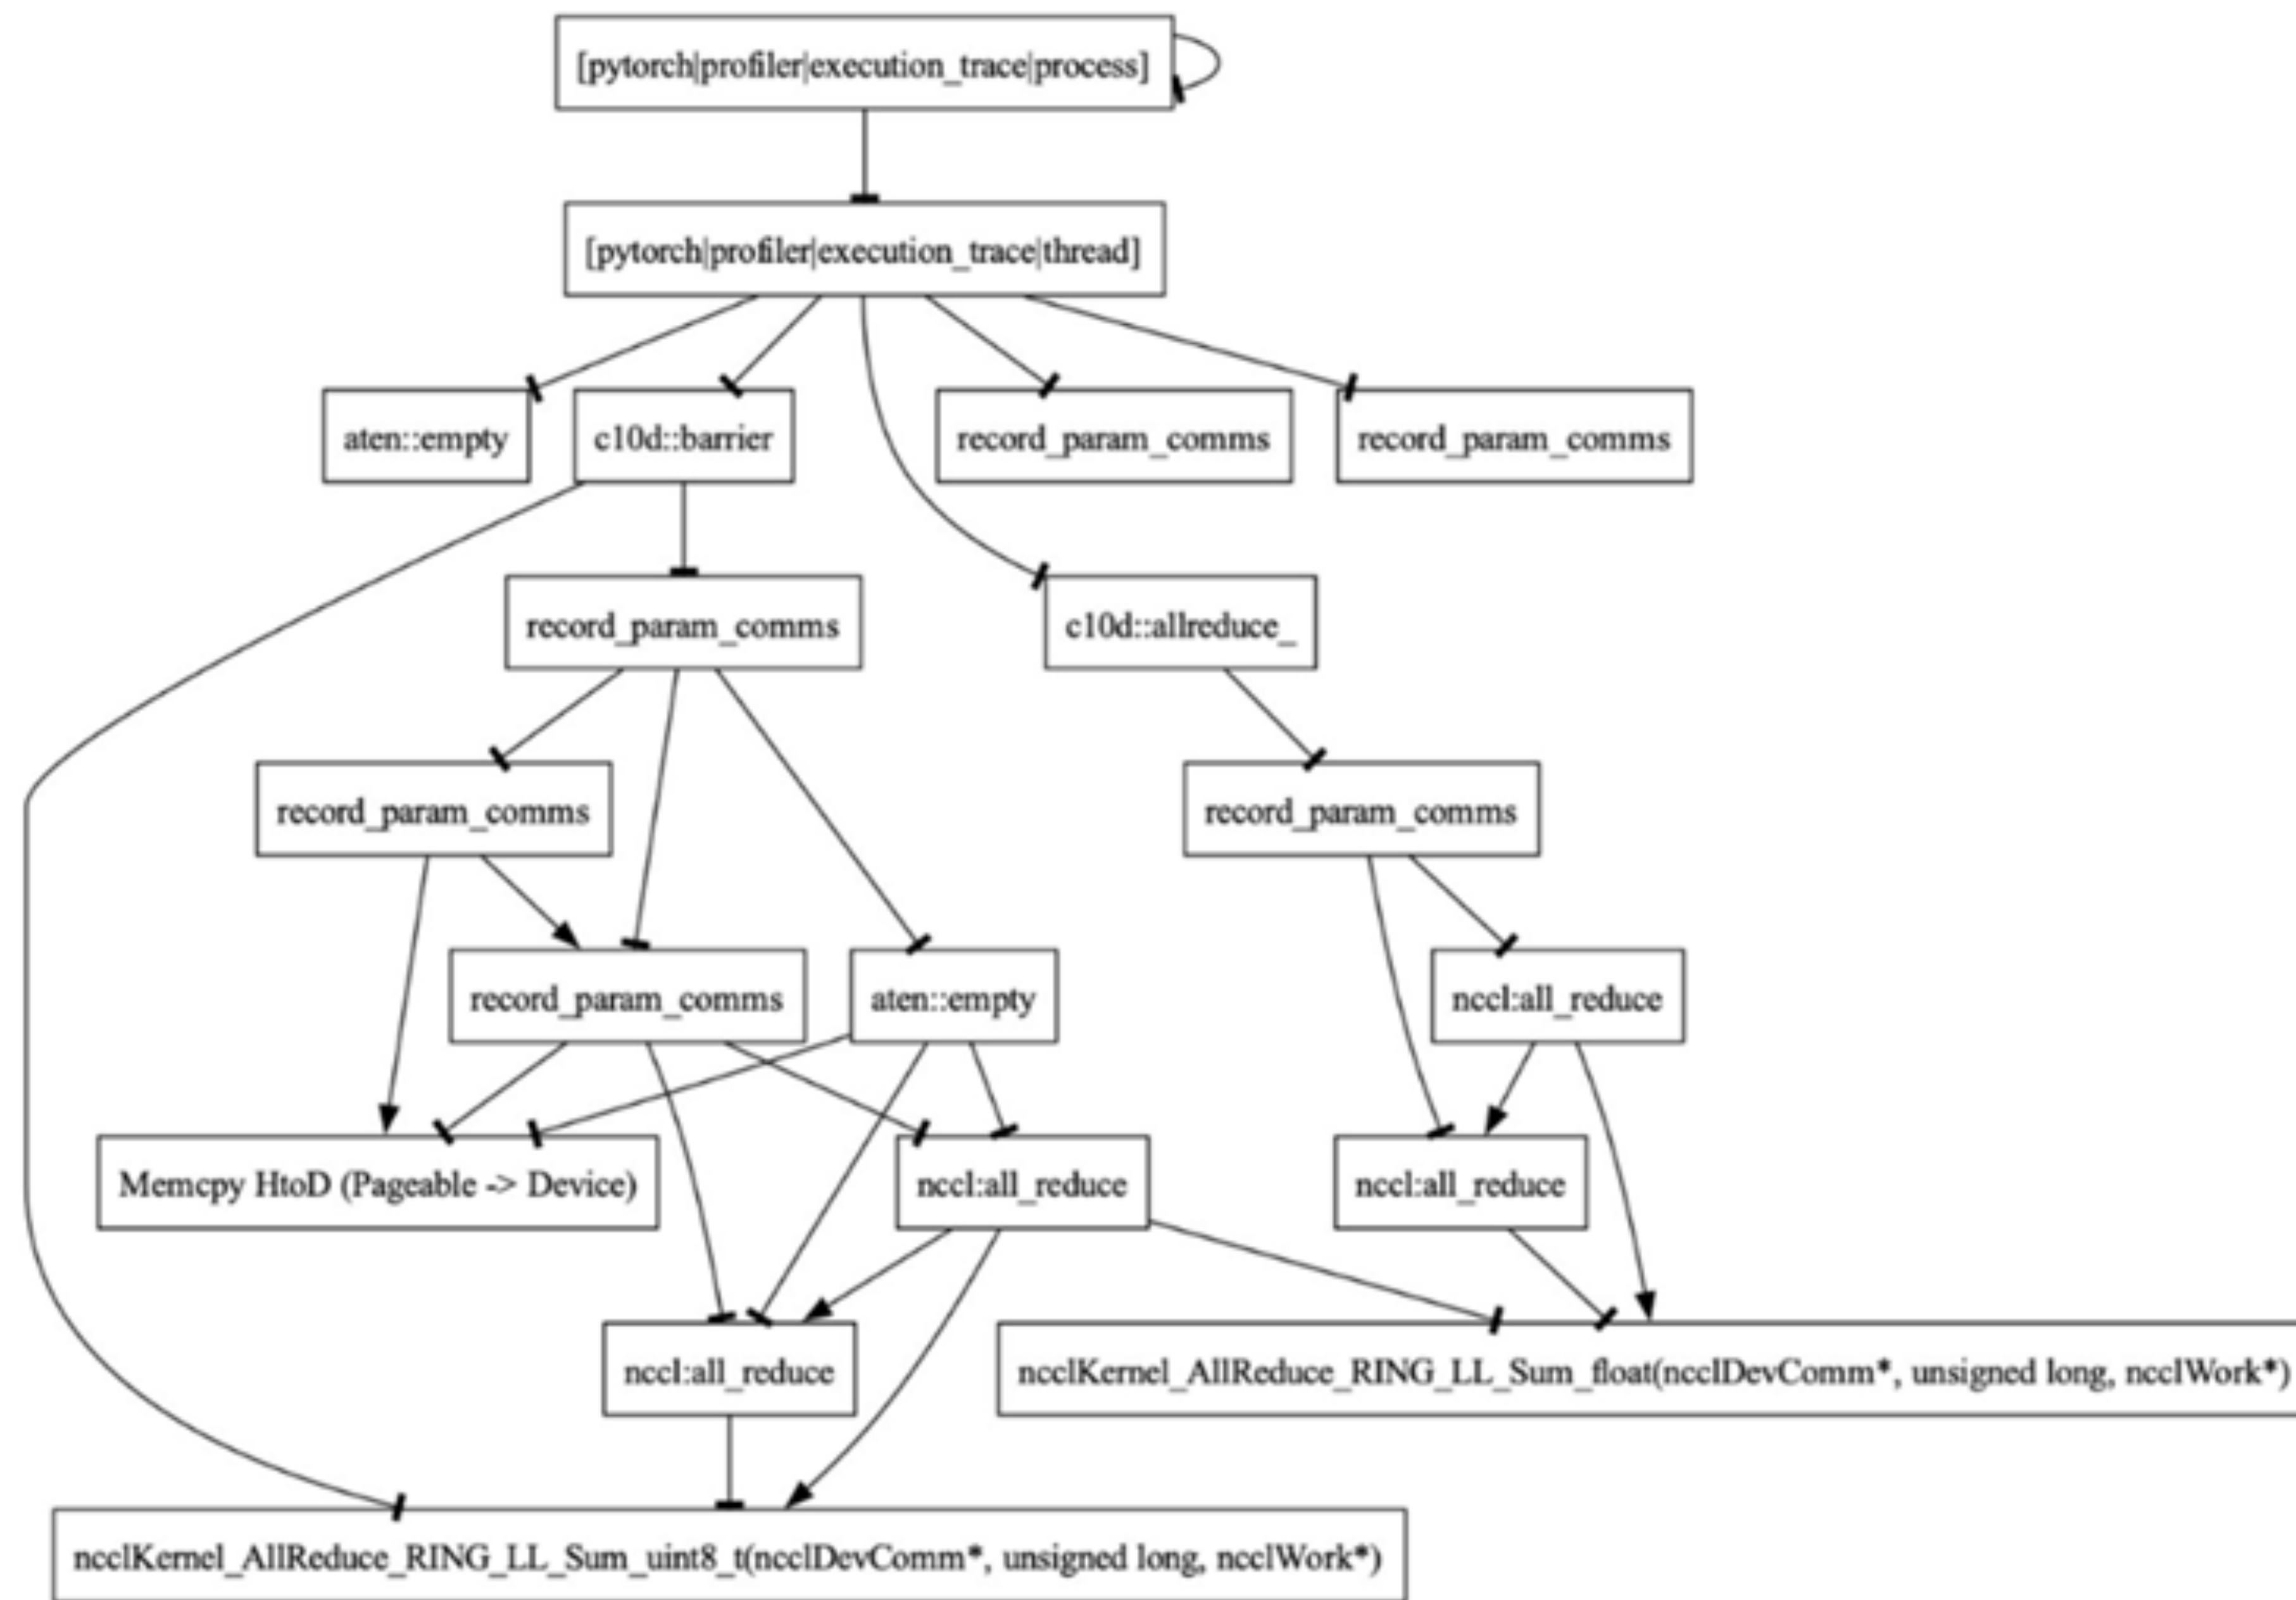 [pytorch|profiler|execution_trace|process]
[pytorch|profiler|execution_trace|thread]
aten::empty
c10d::barrier
record_param_comms
record_param_comms
record_param_comms
c10d::allreduce_
record_param_comms
record_param_comms
record_param_comms
aten::empty
nccl:all_reduce
Memcpy HtoD (Pageable -> Device)
nccl:all_reduce
nccl:all_reduce
nccl:all_reduce
ncclKernel_AllReduce_RING_LL_Sum_float(ncclDevComm*, unsigned long, ncclWork*)
ncclKernel_AllReduce_RING_LL_Sum_uint8_t(ncclDevComm*, unsigned long, ncclWork*)